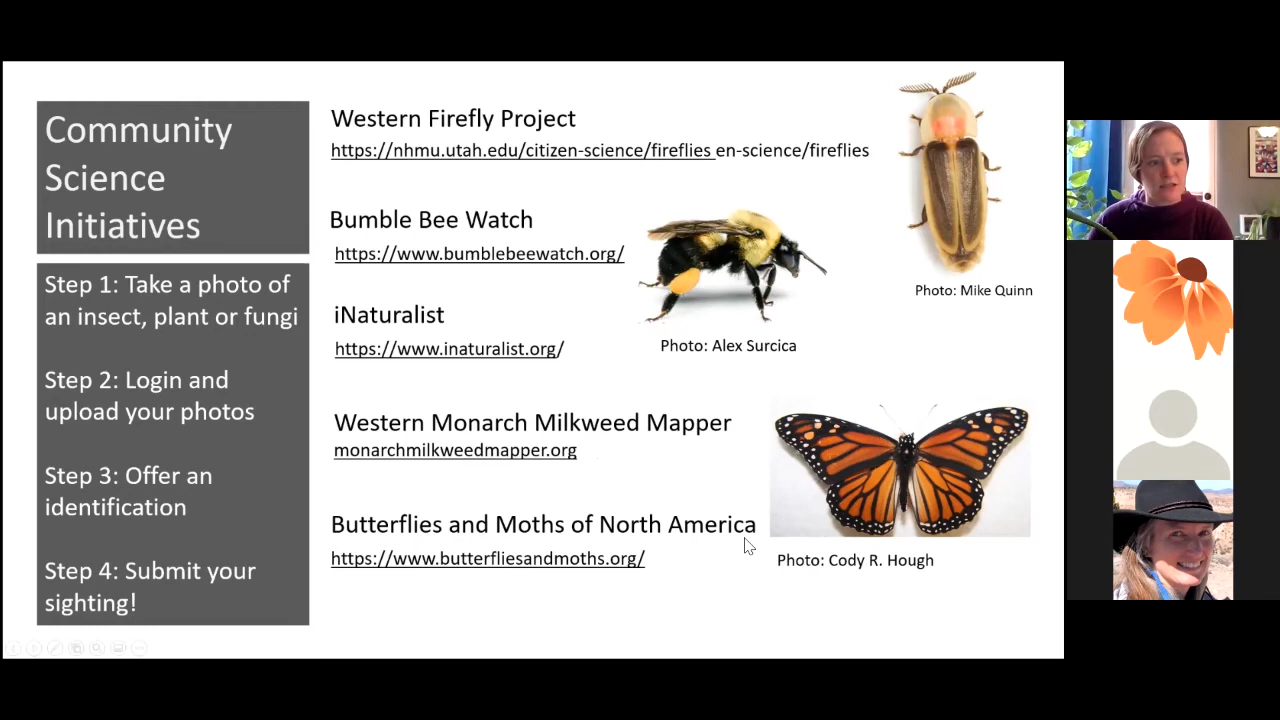 Community
Science
Initiatives
Step 1: Take a photo of
an insect, plant or fungi
Step 2: Login and
upload your photos
Step 3: Offer an
identification
Step 4: Submit your
sighting!
Western Firefly Project
https://nhmu.utah.edu/citizen-science/fireflies en-science/fireflies
Bumble Bee Watch
https://www.bumblebeewatch.org/
iNaturalist
https://www.inaturalist.org/
Western Monarch Milkweed Mapper
monarchmilkweedmapper.org
Butterflies and Moths of North America
https://www.butterfliesandmoths.org/
Photo: Mike Quinn
Photo: Alex Surcica
Photo: Cody R. Hough